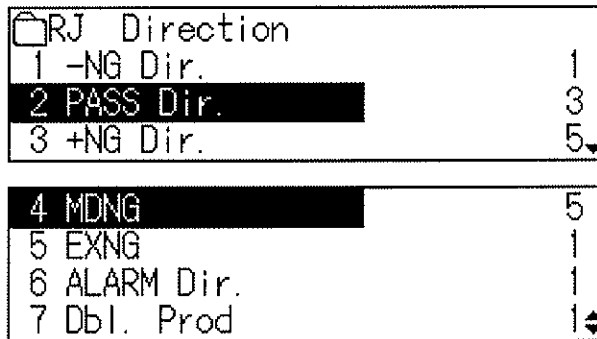 RJ Direction
1 -NG Dir. 1
2 PASS Dir. 3
3 +NG Dir. 5
4 MDNG 5
5 EXNG 1
6 ALARM Dir. 1
7 Dbl. Prod 1